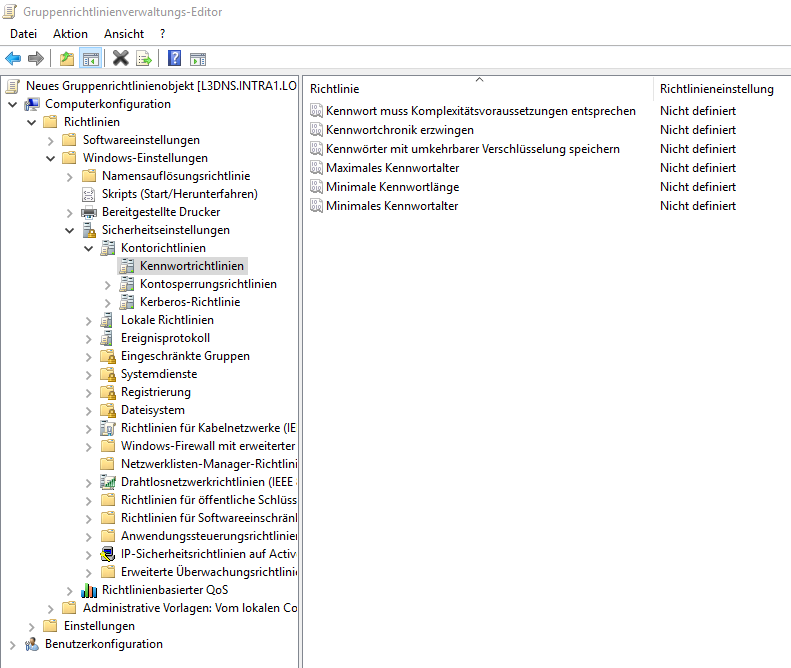 Gruppenrichtlinienverwaltungs-Editor
Datei Aktion Ansicht ?
Neues Gruppenrichtlinienobjekt [L3DNS.INTRA1.LO
Computerkonfiguration
Richtlinien
Softwareeinstellungen
Windows-Einstellungen
Namensauflösungsrichtlinie
Skripts (Start/Herunterfahren)
Bereitgestellte Drucker
Sicherheitseinstellungen
Kontorichtlinien
Kennwortrichtlinien
Kontosperrungsrichtlinien
Kerberos-Richtlinie
Lokale Richtlinien
Ereignisprotokoll
Eingeschränkte Gruppen
Systemdienste
Registrierung
Dateisystem
Richtlinien für Kabelnetzwerke (IE
Windows-Firewall mit erweiterter
Netzwerklisten-Manager-Richtlini
Drahtlosnetzwerkrichtlinien (IEEE 8
Richtlinien für öffentliche Schlüss
Richtlinien für Softwareeinschränl
Anwendungssteuerungsrichtlinien
IP-Sicherheitsrichtlinien auf Activ
Erweiterte Überwachungsrichtlinie
Richtlinienbasierter QoS
Administrative Vorlagen: Vom lokalen Co
Einstellungen
Benutzerkonfiguration
Richtlinie Richtlinieneinstellung
Kennwort muss Komplexitätsvoraussetzungen entsprechen Nicht definiert
Kennwortchronik erzwingen Nicht definiert
Kennwörter mit umkehrbarer Verschlüsselung speichern Nicht definiert
Maximales Kennwortalter Nicht definiert
Minimale Kennwortlänge Nicht definiert
Minimales Kennwortalter Nicht definiert